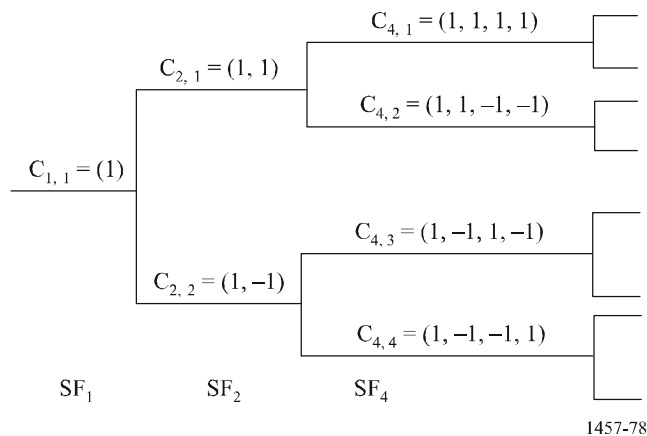 C4, 1 = (1, 1, 1, 1)
C2, 1 = (1, 1)
C4, 2 = (1, 1, –1, –1)
C1, 1 = (1)
C4, 3 = (1, –1, 1, –1)
C2, 2 = (1, –1)
C4, 4 = (1, –1, –1, 1)
SF1 SF2 SF4
1457-78